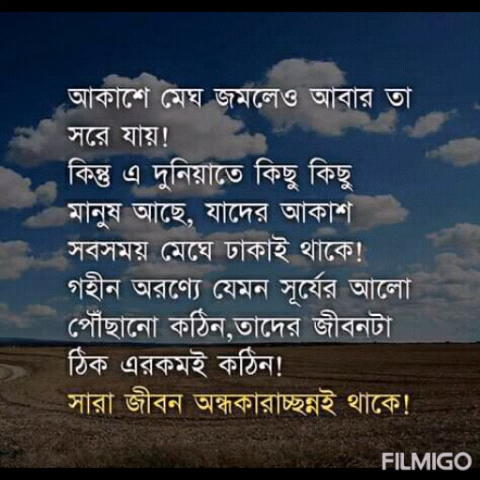 আকাশে মেঘ জমলেও আবার তা
সরে যায়!
কিন্তু এ দুনিয়াতে কিছু কিছু
মানুষ আছে, যাদের আকাশ
সবসময় মেঘে ঢাকাই থাকে!
গহীন অরণ্যে যেমন সূর্যের আলো
পৌঁছানো কঠিন,তাদের জীবনটা
ঠিক এরকমই কঠিন!
সারা জীবন অন্ধকারাচ্ছন্নই থাকে!
FILMIGO